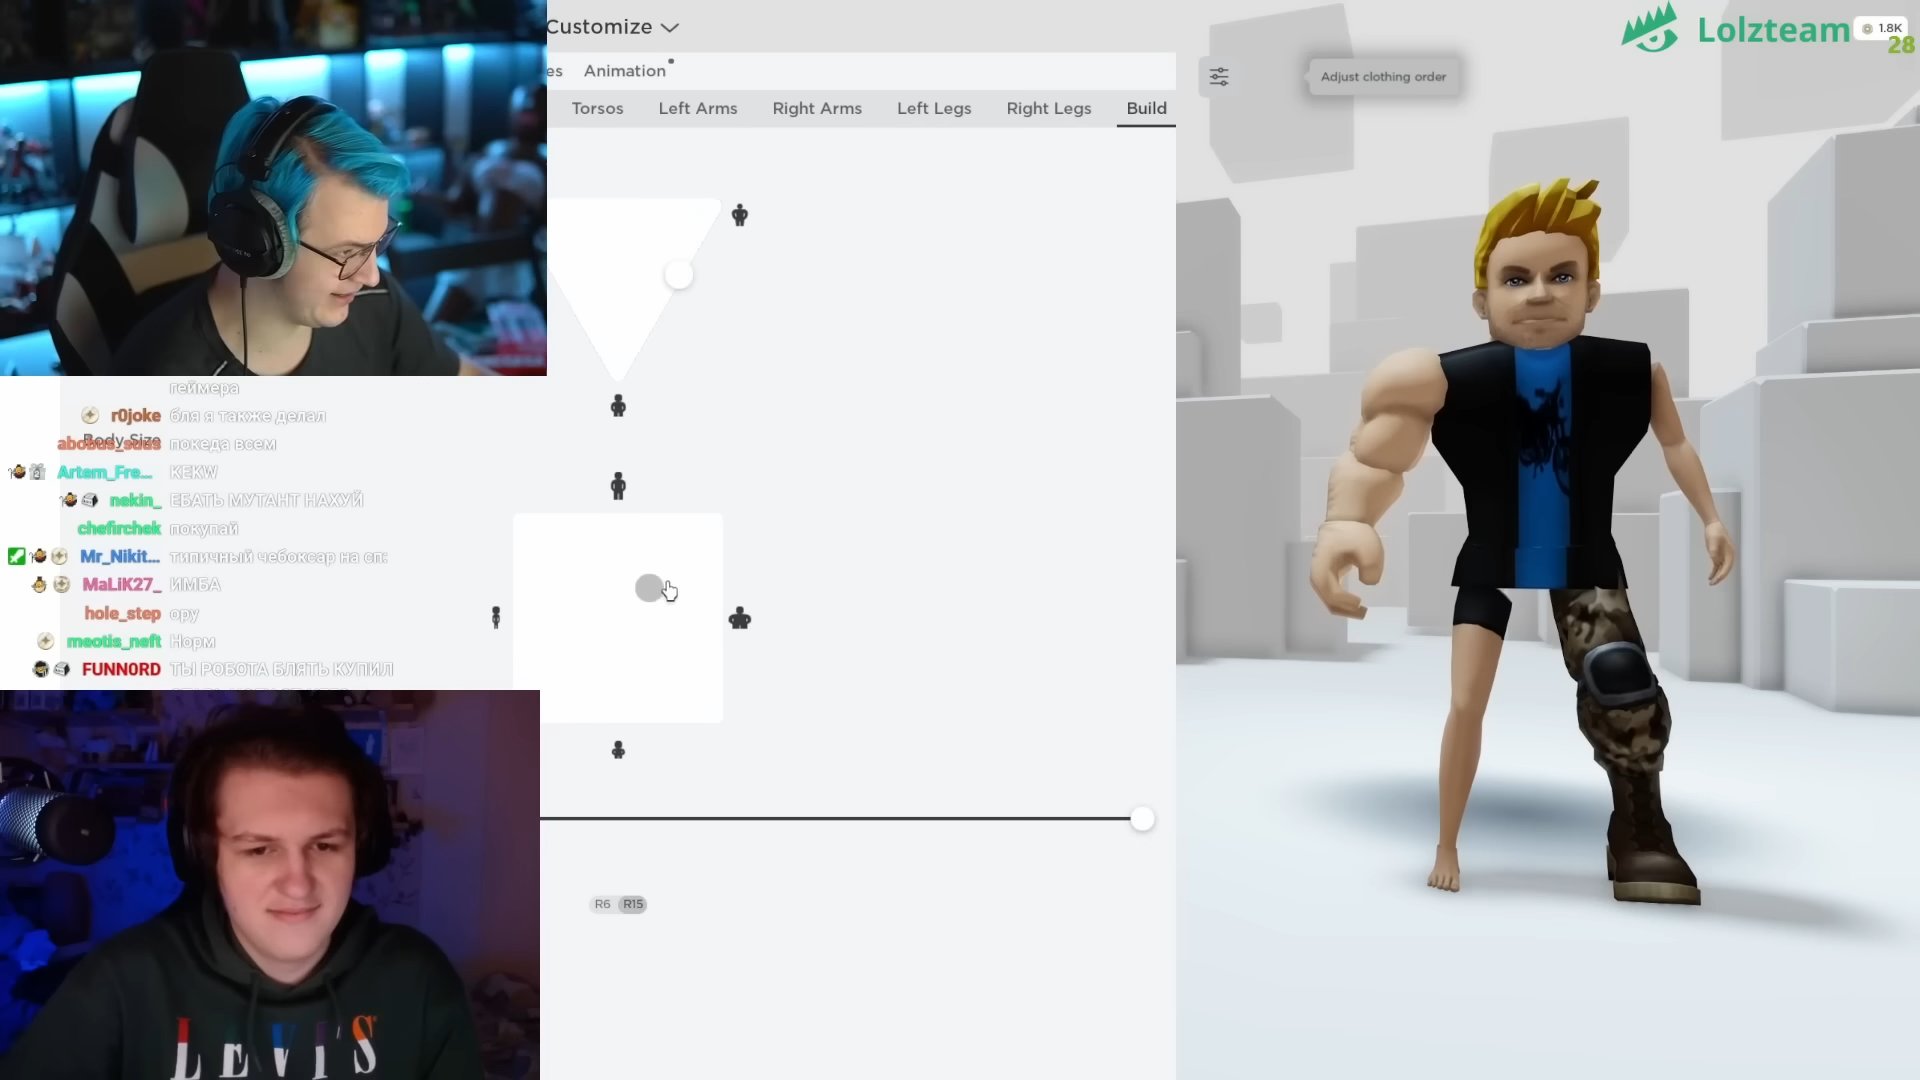 Customize
Lolzteam
1.8K
28
es
Animation
Adjust clothing order
Torsos
Left Arms
Right Arms
Left Legs
Right Legs
Build
геймера
r0joke бля я также делал
Body Size
abobus_suus покеда всем
Artem_Fre... KEKW
nekin_ ЕБАТЬ МУТАНТ НАХУЙ
chefirchek покупай
Mr_Nikit... типичный чебоксар на сп:
MaLiK27_ ИМБА
hole_step ору
meotis_neft Норм
FUNN0RD ТЫ РОБОТА БЛЯТЬ КУПИЛ
R6
R15
LEVI'S